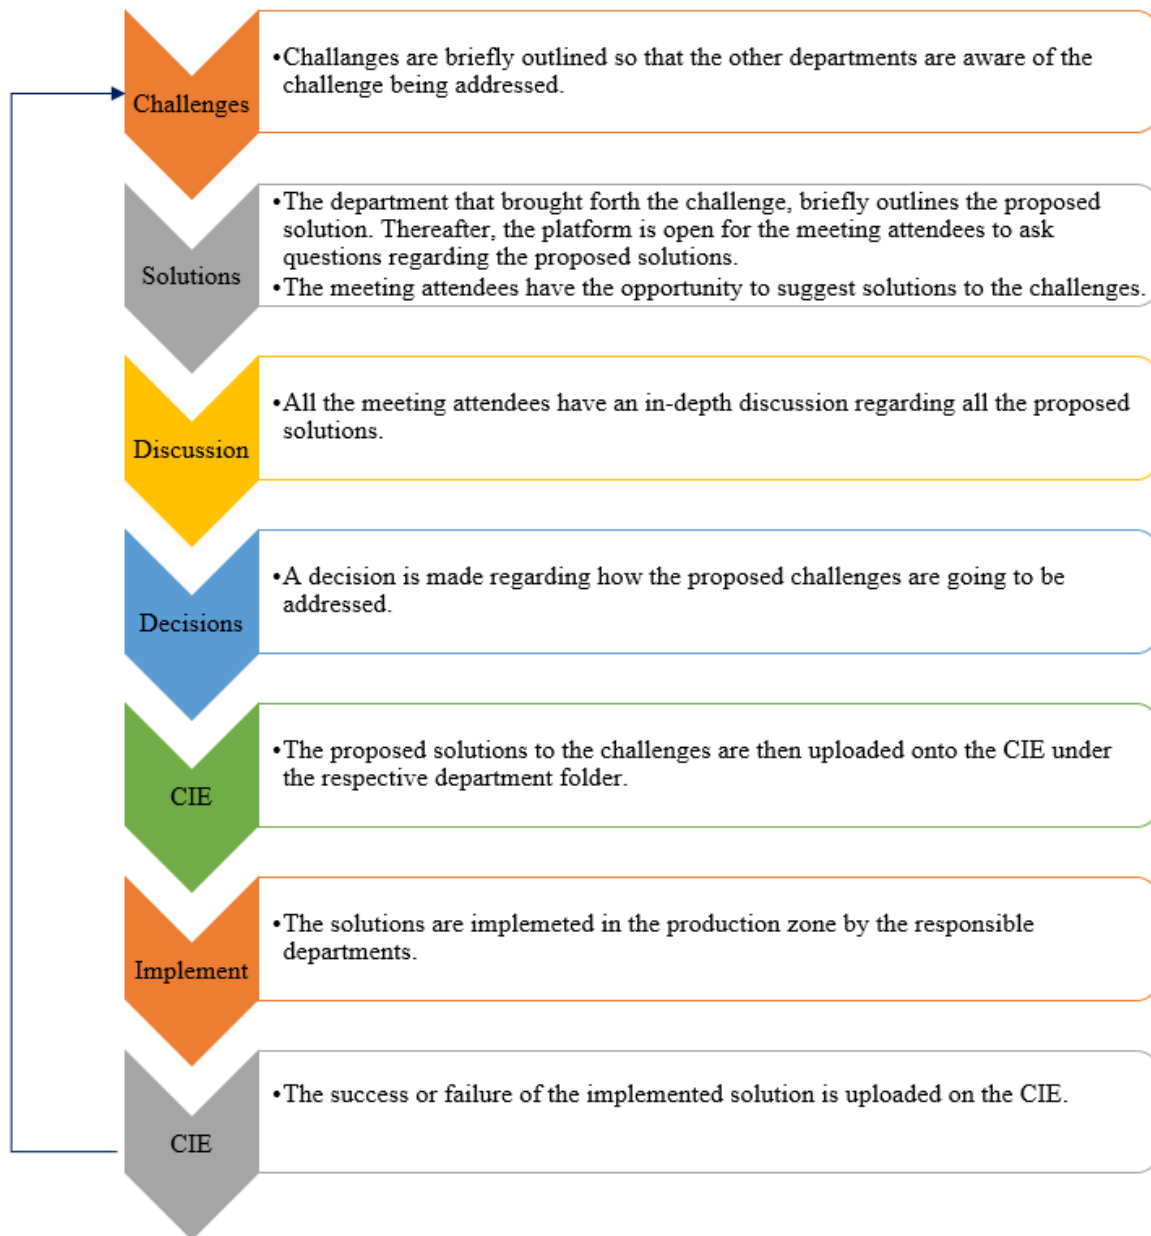 Challenges
•Challanges are briefly outlined so that the other departments are aware of the
challenge being addressed.
Solutions
•The department that brought forth the challenge, briefly outlines the proposed
solution. Thereafter, the platform is open for the meeting attendees to ask
questions regarding the proposed solutions.
•The meeting attendees have the opportunity to suggest solutions to the challenges.
Discussion
•All the meeting attendees have an in-depth discussion regarding all the proposed
solutions.
Decisions
•A decision is made regarding how the proposed challenges are going to be
addressed.
CIE
•The proposed solutions to the challenges are then uploaded onto the CIE under
the respective department folder.
Implement
•The solutions are implemeted in the production zone by the responsible
departments.
CIE
•The success or failure of the implemented solution is uploaded on the CIE.